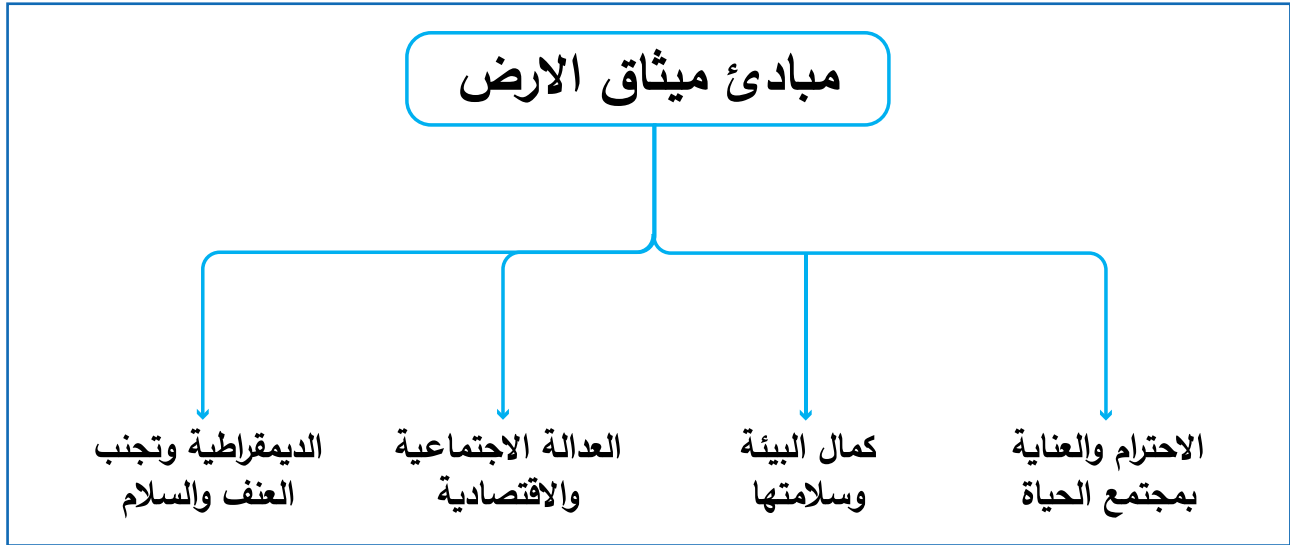 مبادئ ميثاق الارض
الاحترام والعناية
بمجتمع الحياة
كمال البيئة
وسلامتها
العدالة الاجتماعية
والاقتصادية
الديمقراطية وتجنب
العنف والسلام